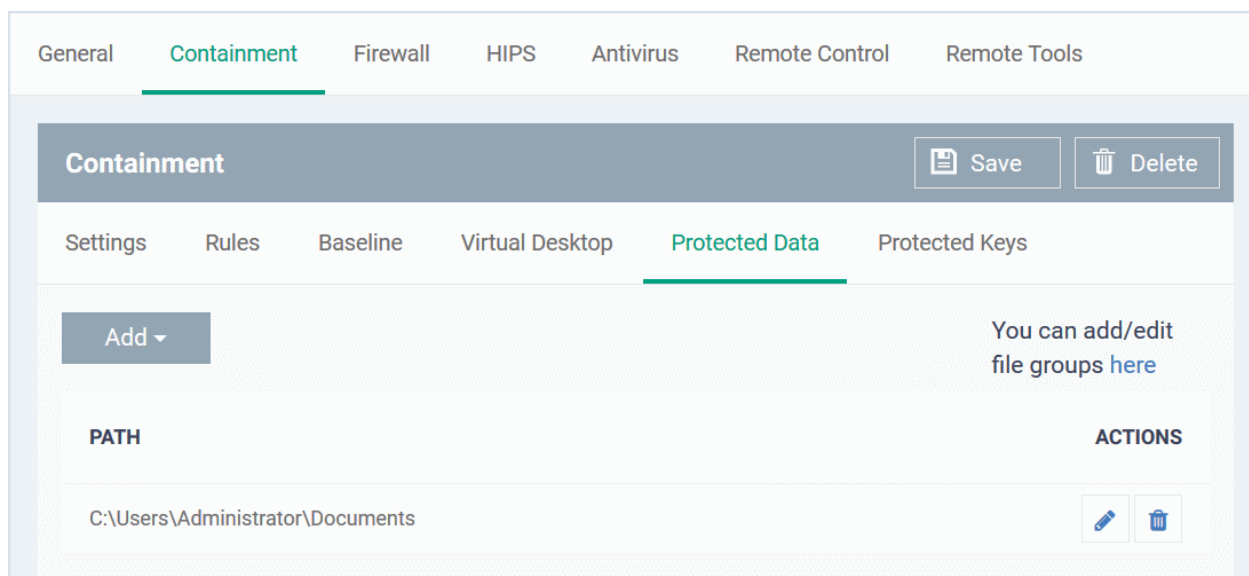 General Containment Firewall HIPS Antivirus Remote Control Remote Tools
Containment Save Delete
Settings Rules Baseline Virtual Desktop Protected Data Protected Keys
Add
You can add/edit
file groups here
PATH ACTIONS
C:\Users\Administrator\Documents